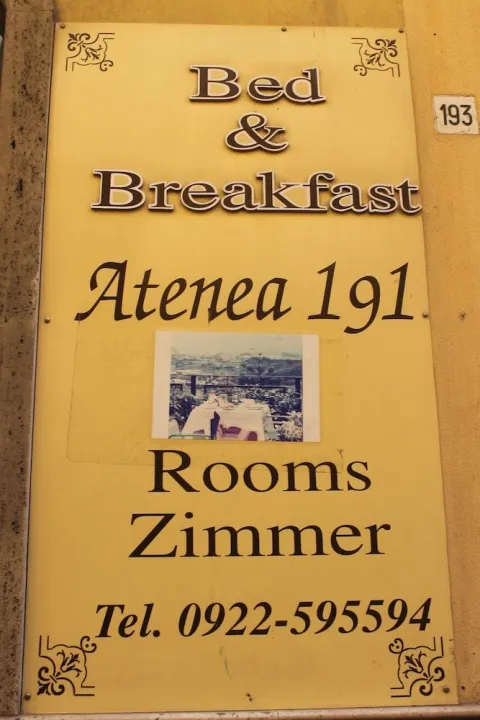 Bed
&
Breakfast
193
Atenea 191
Rooms
Zimmer
Tel. 0922-595594